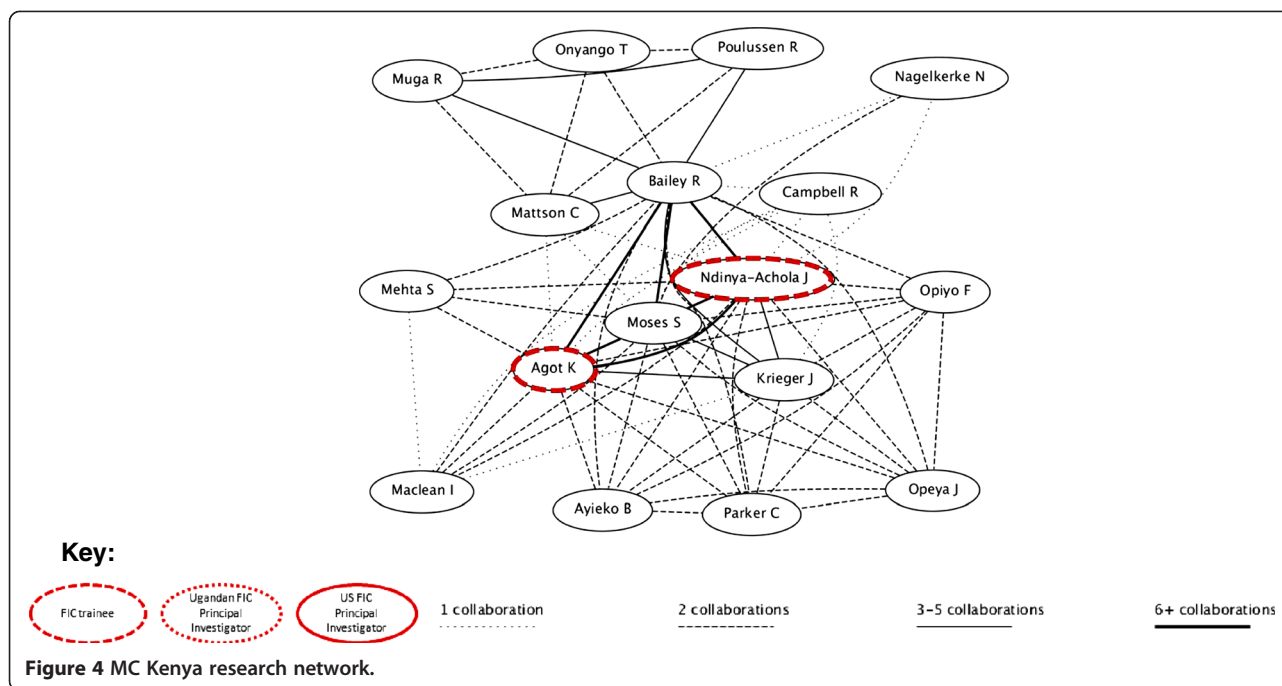 Onyango T
Poulussen R
Muga R
Nagelkerke N
Bailey R
Campbell R
Mattson C
Ndinya-Achola J
Mehta S
Opiyo F
Moses S
Agot K
Krieger J
Maclean I
Ayieko B
Parker C
Opeya J
Key:
FIC trainee
Ugandan FIC
Principal
Investigator
US FIC
Principal
Investigator
1 collaboration
2 collaborations
3-5 collaborations
6+ collaborations
Figure 4 MC Kenya research network.